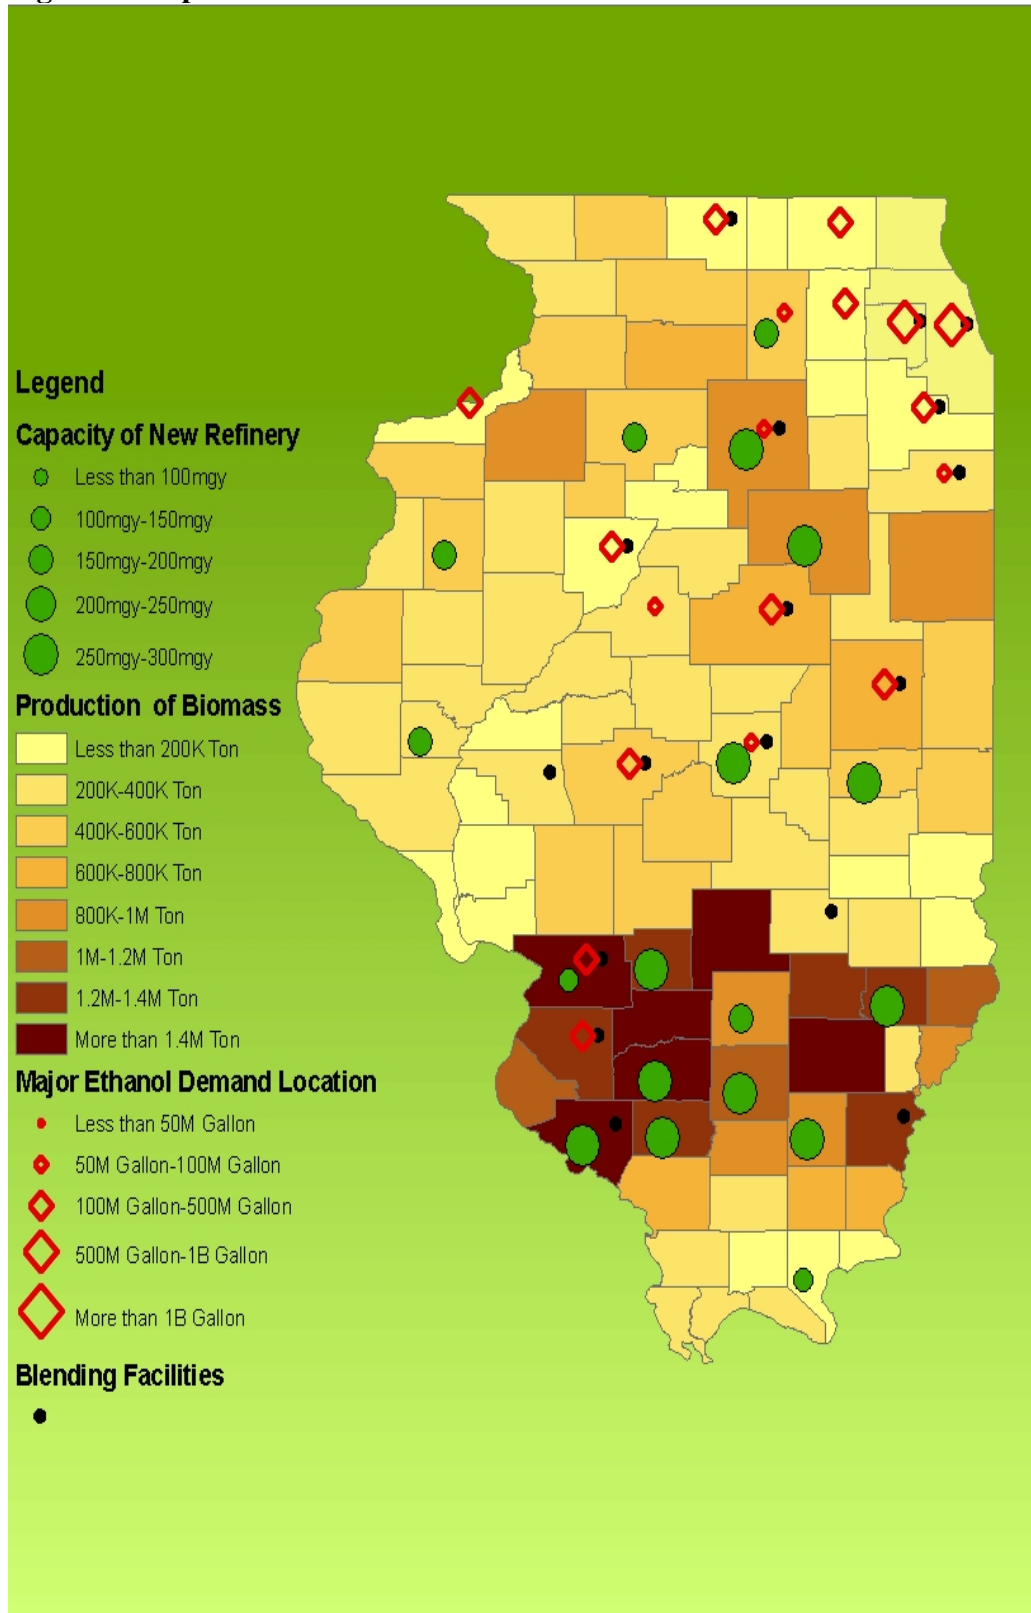 Legend
Capacity of New Refinery
Less than 100mgy
100mgy-150mgy
150mgy-200mgy
200mgy-250mgy
250mgy-300mgy
Production of Biomass
Less than 200K Ton
200K-400K Ton
400K-600K Ton
600K-800K Ton
800K-1M Ton
1M-1.2M Ton
1.2M-1.4M Ton
More than 1.4M Ton
Major Ethanol Demand Location
Less than 50M Gallon
50M Gallon-100M Gallon
100M Gallon-500M Gallon
500M Gallon-1B Gallon
More than 1B Gallon
Blending Facilities